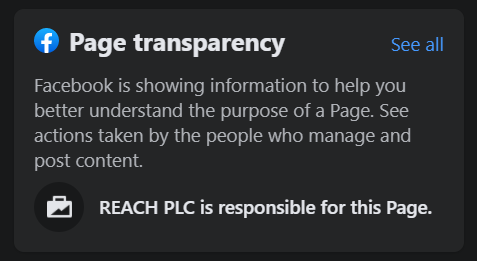 Page transparency
See all
Facebook is showing information to help you
better understand the purpose of a Page. See
actions taken by the people who manage and
post content.
REACH PLC is responsible for this Page.